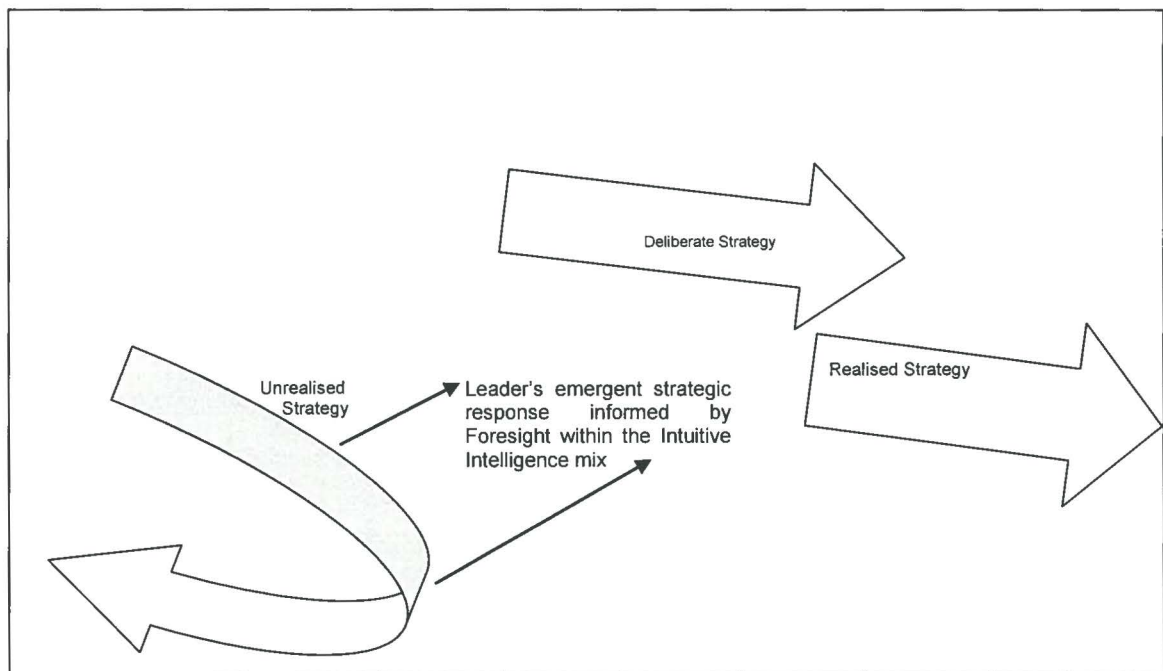 Deliberate Strategy
Realised Strategy
Unrealised
Strategy
Leader's emergent strategic
response informed by
Foresight within the Intuitive
Intelligence mix